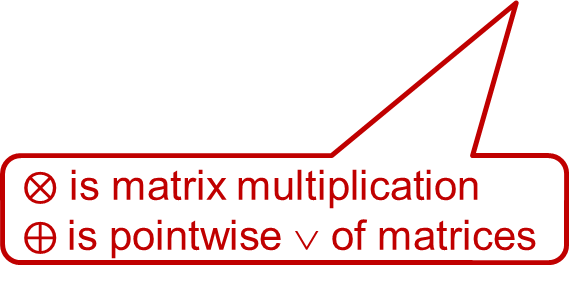 ⊗ is matrix multiplication
⊕ is pointwise ∨ of matrices